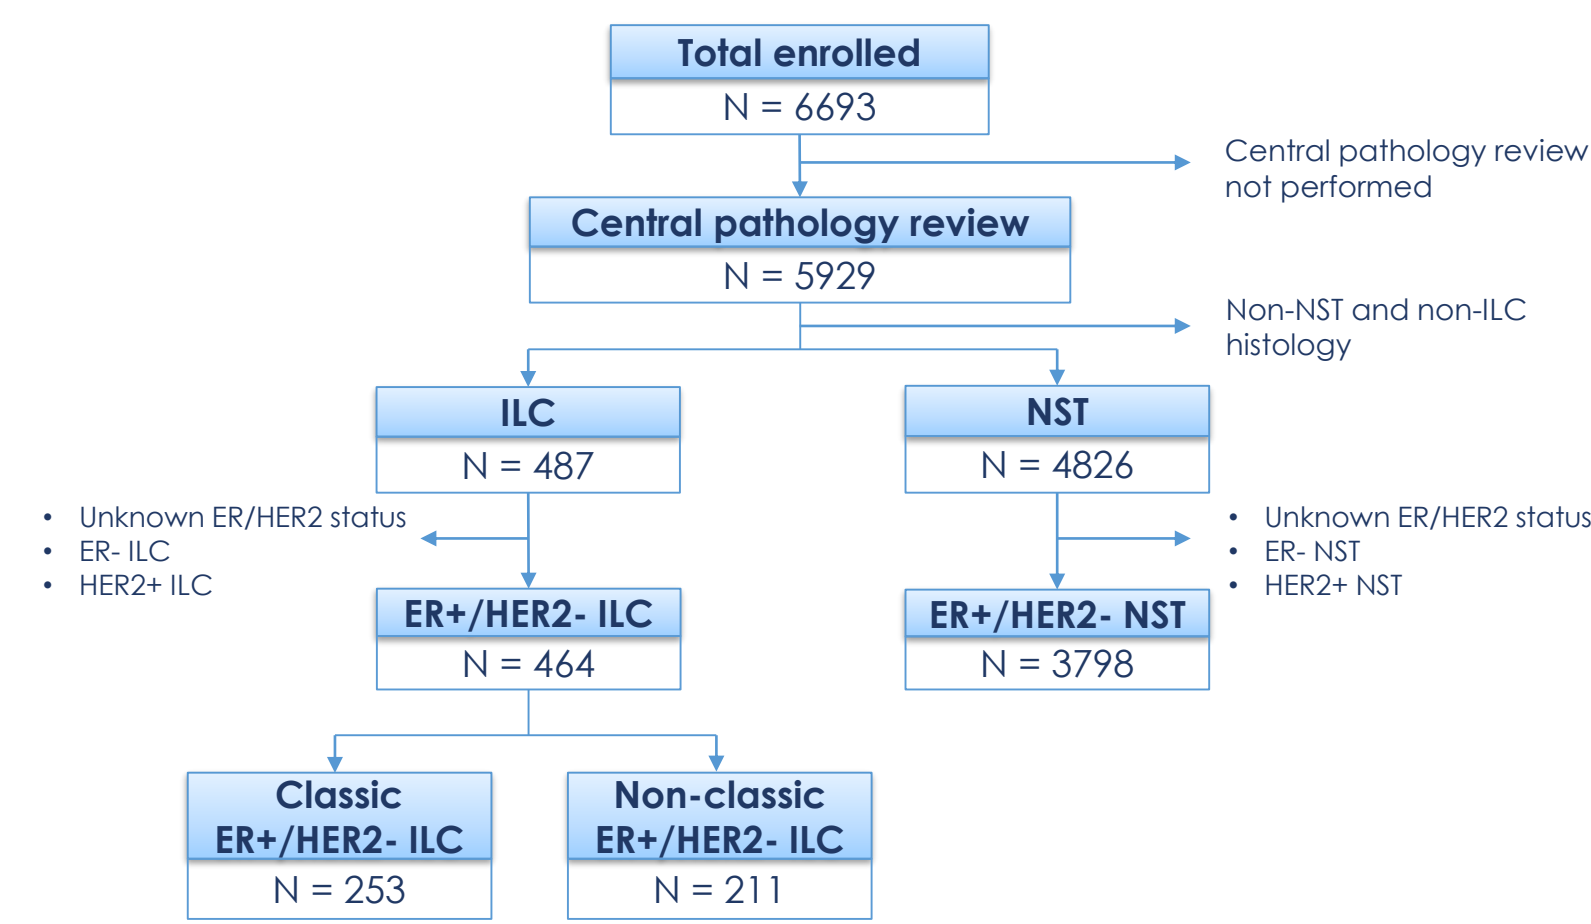 Total enrolled
N = 6693
Central pathology review
not performed
Central pathology review
N = 5929
Non-NST and non-ILC
histology
ILC
N = 487
NST
N = 4826
• Unknown ER/HER2 status
• ER- ILC
• HER2+ ILC
• Unknown ER/HER2 status
• ER- NST
• HER2+ NST
ER+/HER2- ILC
N = 464
ER+/HER2- NST
N = 3798
Classic
ER+/HER2- ILC
N = 253
Non-classic
ER+/HER2- ILC
N = 211